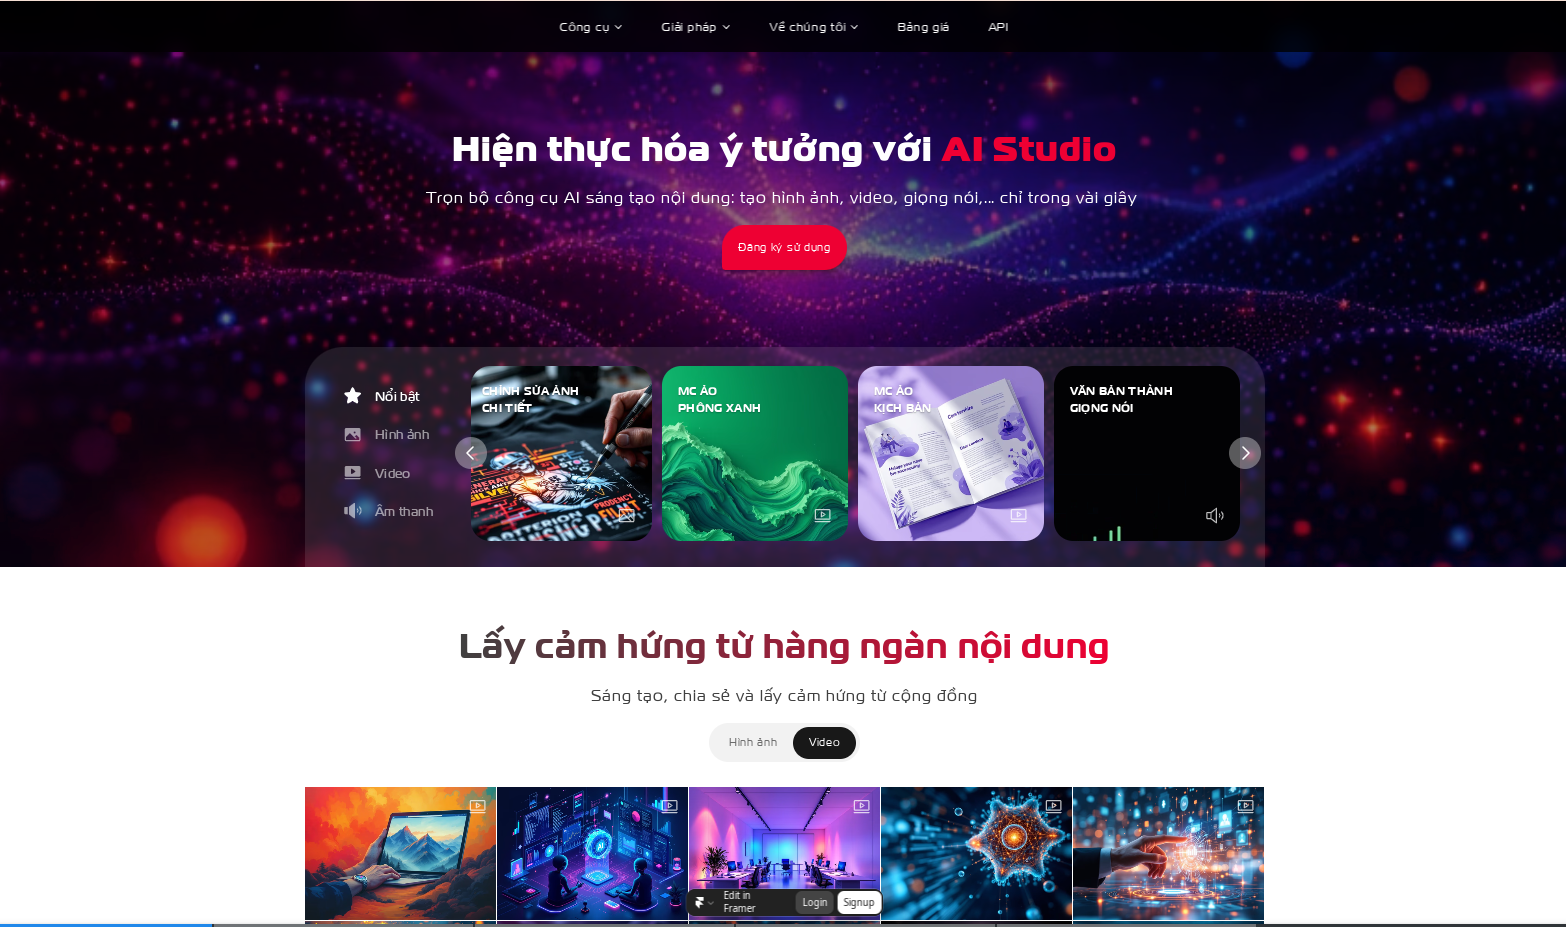 Công cụ
Giải pháp
Về chúng tôi
Bảng giá
API
Hiện thực hóa ý tưởng với AI Studio
Trọn bộ công cụ AI sáng tạo nội dung: tạo hình ảnh, video, giọng nói,... chỉ trong vài giây
Đăng ký sử dụng
Nổi bật
Hình ảnh
Video
Âm thanh
CHỈNH SỬA ẢNH
CHI TIẾT
MC ẢO
PHÔNG XANH
MC ẢO
KỊCH BẢN
VĂN BẢN THÀNH
GIỌNG NÓI
Lấy cảm hứng từ hàng ngàn nội dung
Sáng tạo, chia sẻ và lấy cảm hứng từ cộng đồng
Hình ảnh
Video
Edit in
Framer
Login
Signup